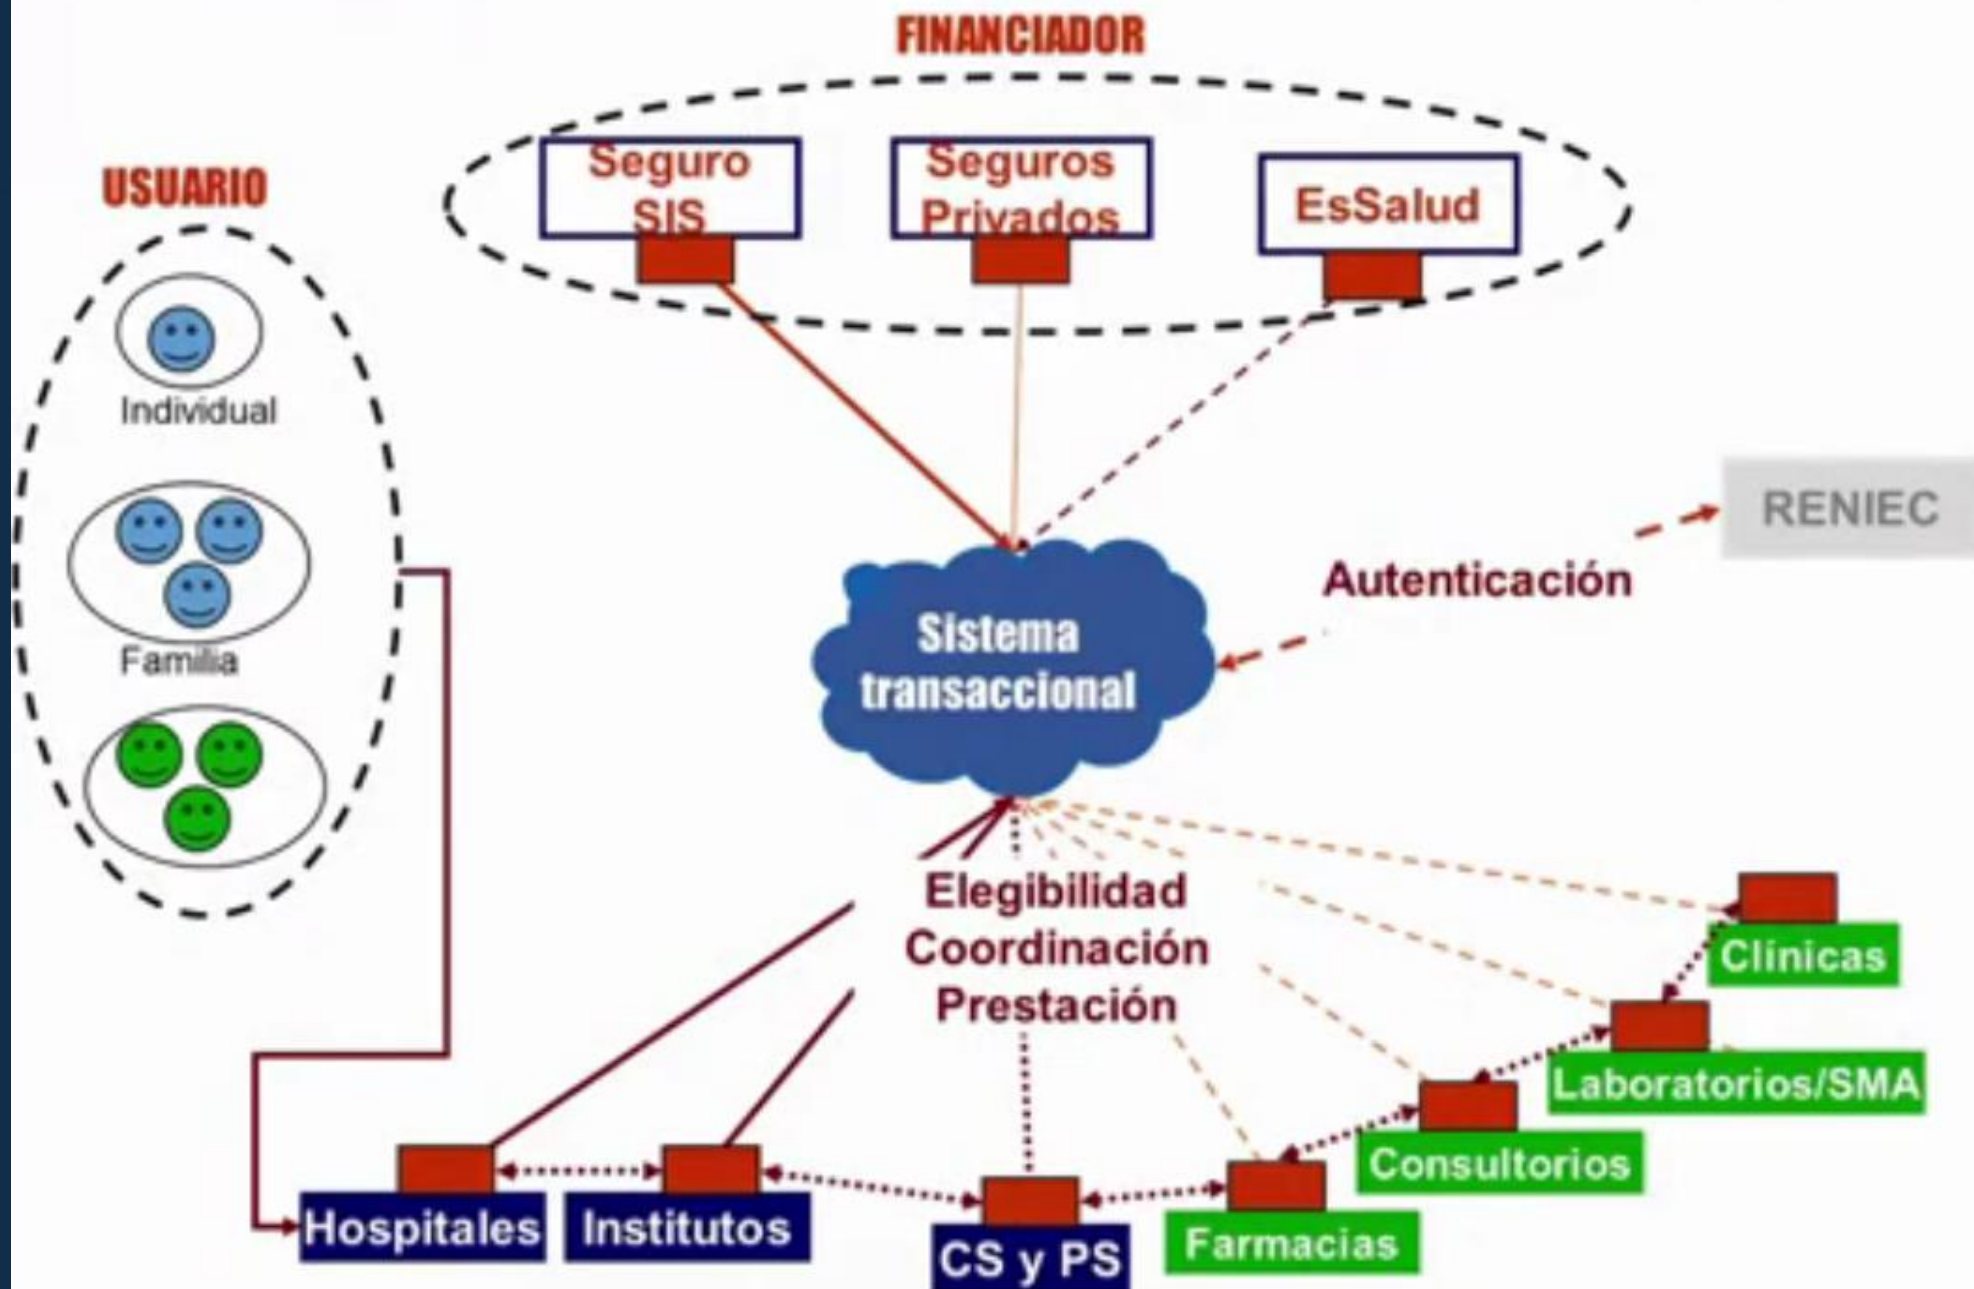 FINANCIADOR
USUARIO
Seguro
SIS
Seguros
Privados
EsSalud
Individual
Familia
RENIEC
Autenticación
Sistema
transaccional
Elegibilidad
Coordinación
Prestación
Clínicas
Laboratorios/SMA
Consultorios
Farmacias
Hospitales
Institutos
CS y PS